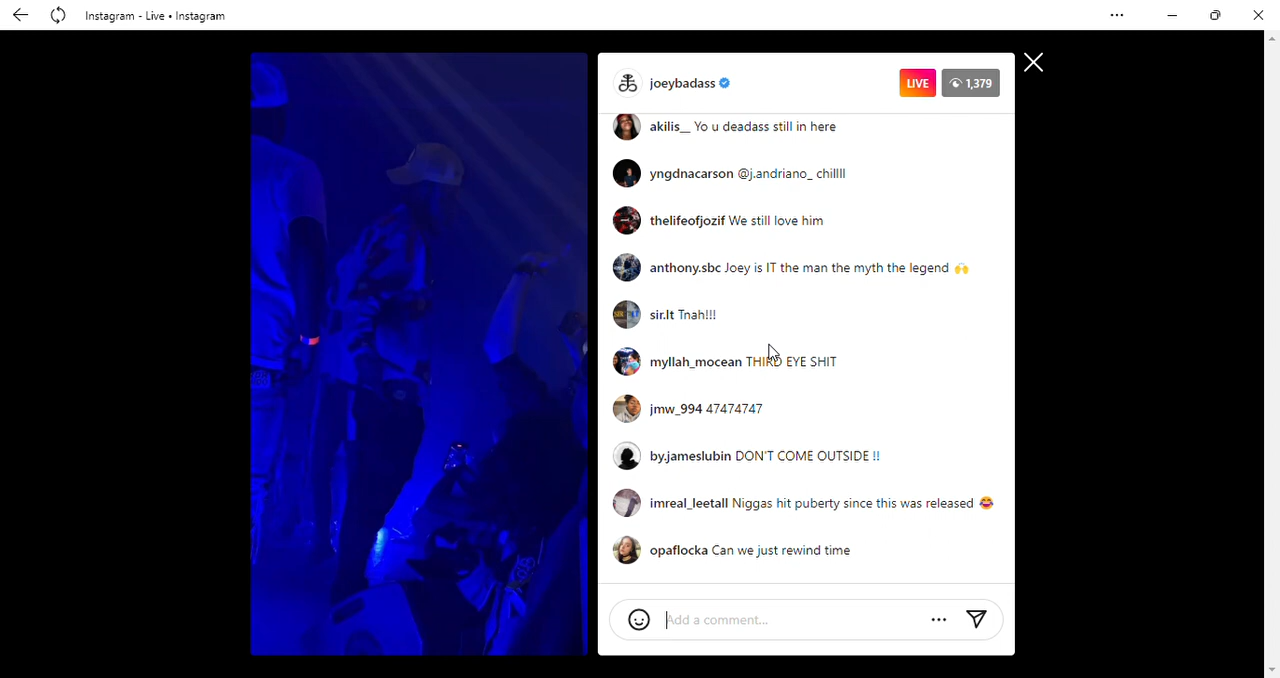 Instagram - Live • Instagram
joeybadass
LIVE 1,379
akilis__ Yo u deadass still in here
yngdnacarson @j.andriano_ chillll
thelifeofjozif We still love him
anthony.sbc Joey is IT the man the myth the legend 🙌
sir.lt Tnah!!!
myllah_mocean THIRD EYE SHIT
jmw_994 47474747
by.jameslubin DON'T COME OUTSIDE !!
imreal_leetall Niggas hit puberty since this was released 😂
opaflocka Can we just rewind time
Add a comment...